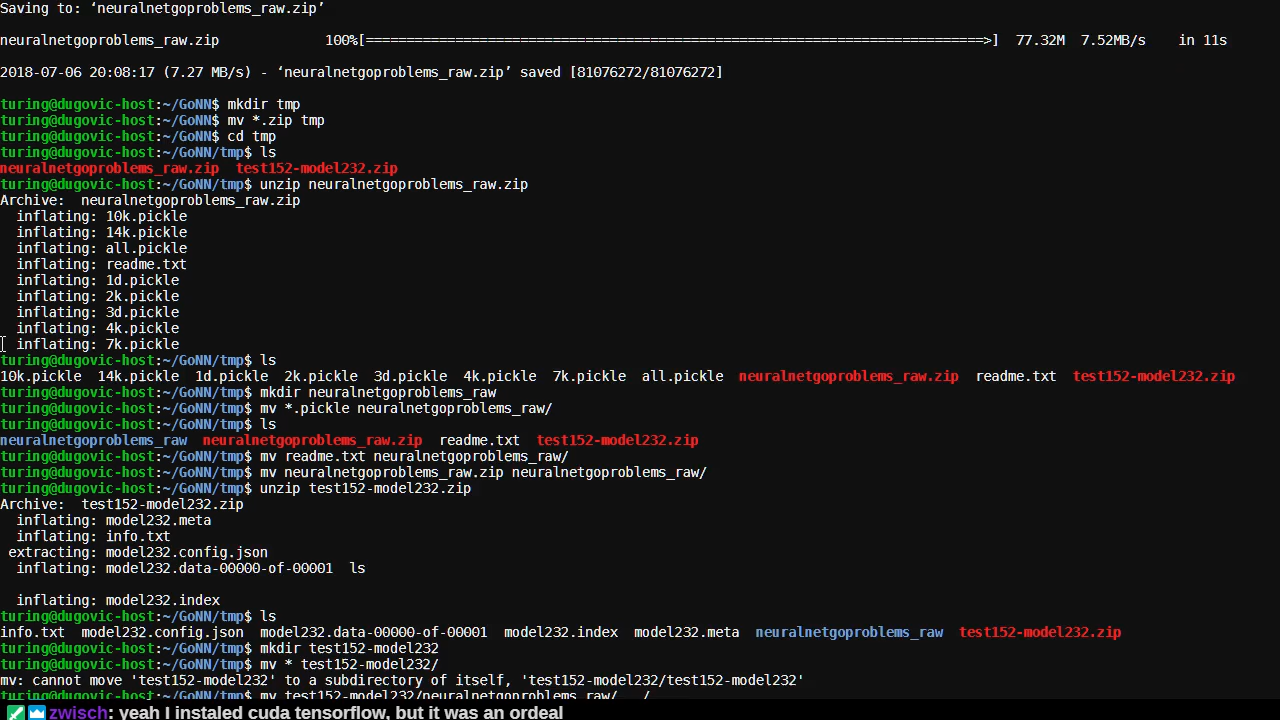 Saving to: ‘neuralnetgoproblems_raw.zip’
neuralnetgoproblems_raw.zip 100%[============================================================================>] 77.32M 7.52MB/s in 11s
2018-07-06 20:08:17 (7.27 MB/s) - ‘neuralnetgoproblems_raw.zip’ saved [81076272/81076272]
turing@dugovic-host:~/GoNN$ mkdir tmp
turing@dugovic-host:~/GoNN$ mv *.zip tmp
turing@dugovic-host:~/GoNN$ cd tmp
turing@dugovic-host:~/GoNN/tmp$ ls
neuralnetgoproblems_raw.zip test152-model232.zip
turing@dugovic-host:~/GoNN/tmp$ unzip neuralnetgoproblems_raw.zip
Archive: neuralnetgoproblems_raw.zip
inflating: 10k.pickle
inflating: 14k.pickle
inflating: all.pickle
inflating: readme.txt
inflating: 1d.pickle
inflating: 2k.pickle
inflating: 3d.pickle
inflating: 4k.pickle
inflating: 7k.pickle
turing@dugovic-host:~/GoNN/tmp$ ls
10k.pickle 14k.pickle 1d.pickle 2k.pickle 3d.pickle 4k.pickle 7k.pickle all.pickle neuralnetgoproblems_raw.zip readme.txt test152-model232.zip
turing@dugovic-host:~/GoNN/tmp$ mkdir neuralnetgoproblems_raw
turing@dugovic-host:~/GoNN/tmp$ mv *.pickle neuralnetgoproblems_raw/
turing@dugovic-host:~/GoNN/tmp$ ls
neuralnetgoproblems_raw neuralnetgoproblems_raw.zip readme.txt test152-model232.zip
turing@dugovic-host:~/GoNN/tmp$ mv readme.txt neuralnetgoproblems_raw/
turing@dugovic-host:~/GoNN/tmp$ mv neuralnetgoproblems_raw.zip neuralnetgoproblems_raw/
turing@dugovic-host:~/GoNN/tmp$ unzip test152-model232.zip
Archive: test152-model232.zip
inflating: model232.meta
inflating: info.txt
extracting: model232.config.json
inflating: model232.data-00000-of-00001 ls
inflating: model232.index
turing@dugovic-host:~/GoNN/tmp$ ls
info.txt model232.config.json model232.data-00000-of-00001 model232.index model232.meta neuralnetgoproblems_raw test152-model232.zip
turing@dugovic-host:~/GoNN/tmp$ mkdir test152-model232
turing@dugovic-host:~/GoNN/tmp$ mv * test152-model232/
mv: cannot move 'test152-model232' to a subdirectory of itself, 'test152-model232/test152-model232'
turing@dugovic-host:~/GoNN/tmp$ mv test152-model232/neuralnetgoproblems_raw/ /
zwisch: yeah I instaled cuda tensorflow, but it was an ordeal